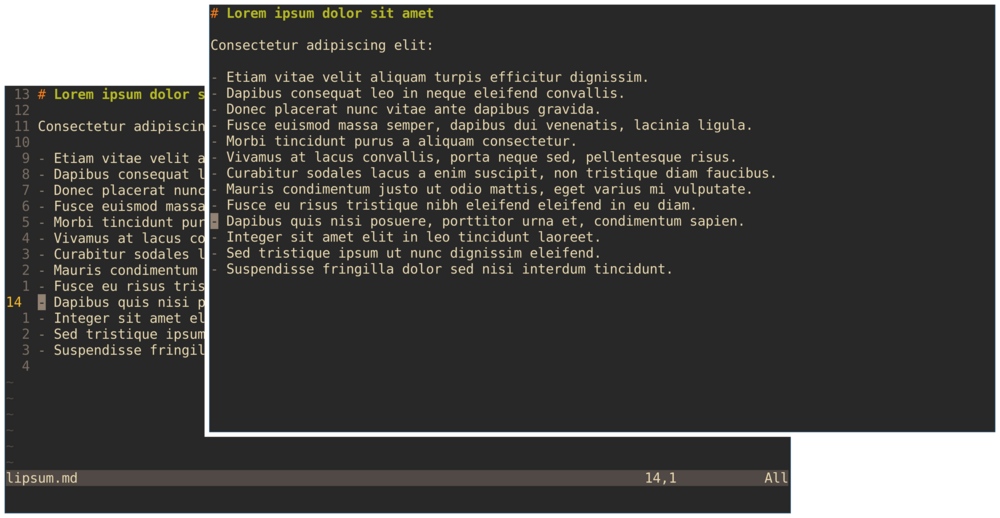 # Lorem ipsum dolor sit amet
Consectetur adipiscing elit:
- Etiam vitae velit aliquam turpis efficitur dignissim.
- Dapibus consequat leo in neque eleifend convallis.
- Donec placerat nunc vitae ante dapibus gravida.
- Fusce euismod massa semper, dapibus dui venenatis, lacinia ligula.
- Morbi tincidunt purus a aliquam consectetur.
- Vivamus at lacus convallis, porta neque sed, pellentesque risus.
- Curabitur sodales lacus a enim suscipit, non tristique diam faucibus.
- Mauris condimentum justo ut odio mattis, eget varius mi vulputate.
- Fusce eu risus tristique nibh eleifend eleifend in eu diam.
- Dapibus quis nisi posuere, porttitor urna et, condimentum sapien.
- Integer sit amet elit in leo tincidunt laoreet.
- Sed tristique ipsum ut nunc dignissim eleifend.
- Suspendisse fringilla dolor sed nisi interdum tincidunt.
13 # Lorem ipsum dolor s
12
11 Consectetur adipiscin
10
9 - Etiam vitae velit a
8 - Dapibus consequat l
7 - Donec placerat nunc
6 - Fusce euismod massa
5 - Morbi tincidunt pur
4 - Vivamus at lacus co
3 - Curabitur sodales l
2 - Mauris condimentum
1 - Fusce eu risus tris
14 - Dapibus quis nisi p
1 - Integer sit amet el
2 - Sed tristique ipsum
3 - Suspendisse fringil
4
~
~
~
~
~
~
lipsum.md 14,1 All